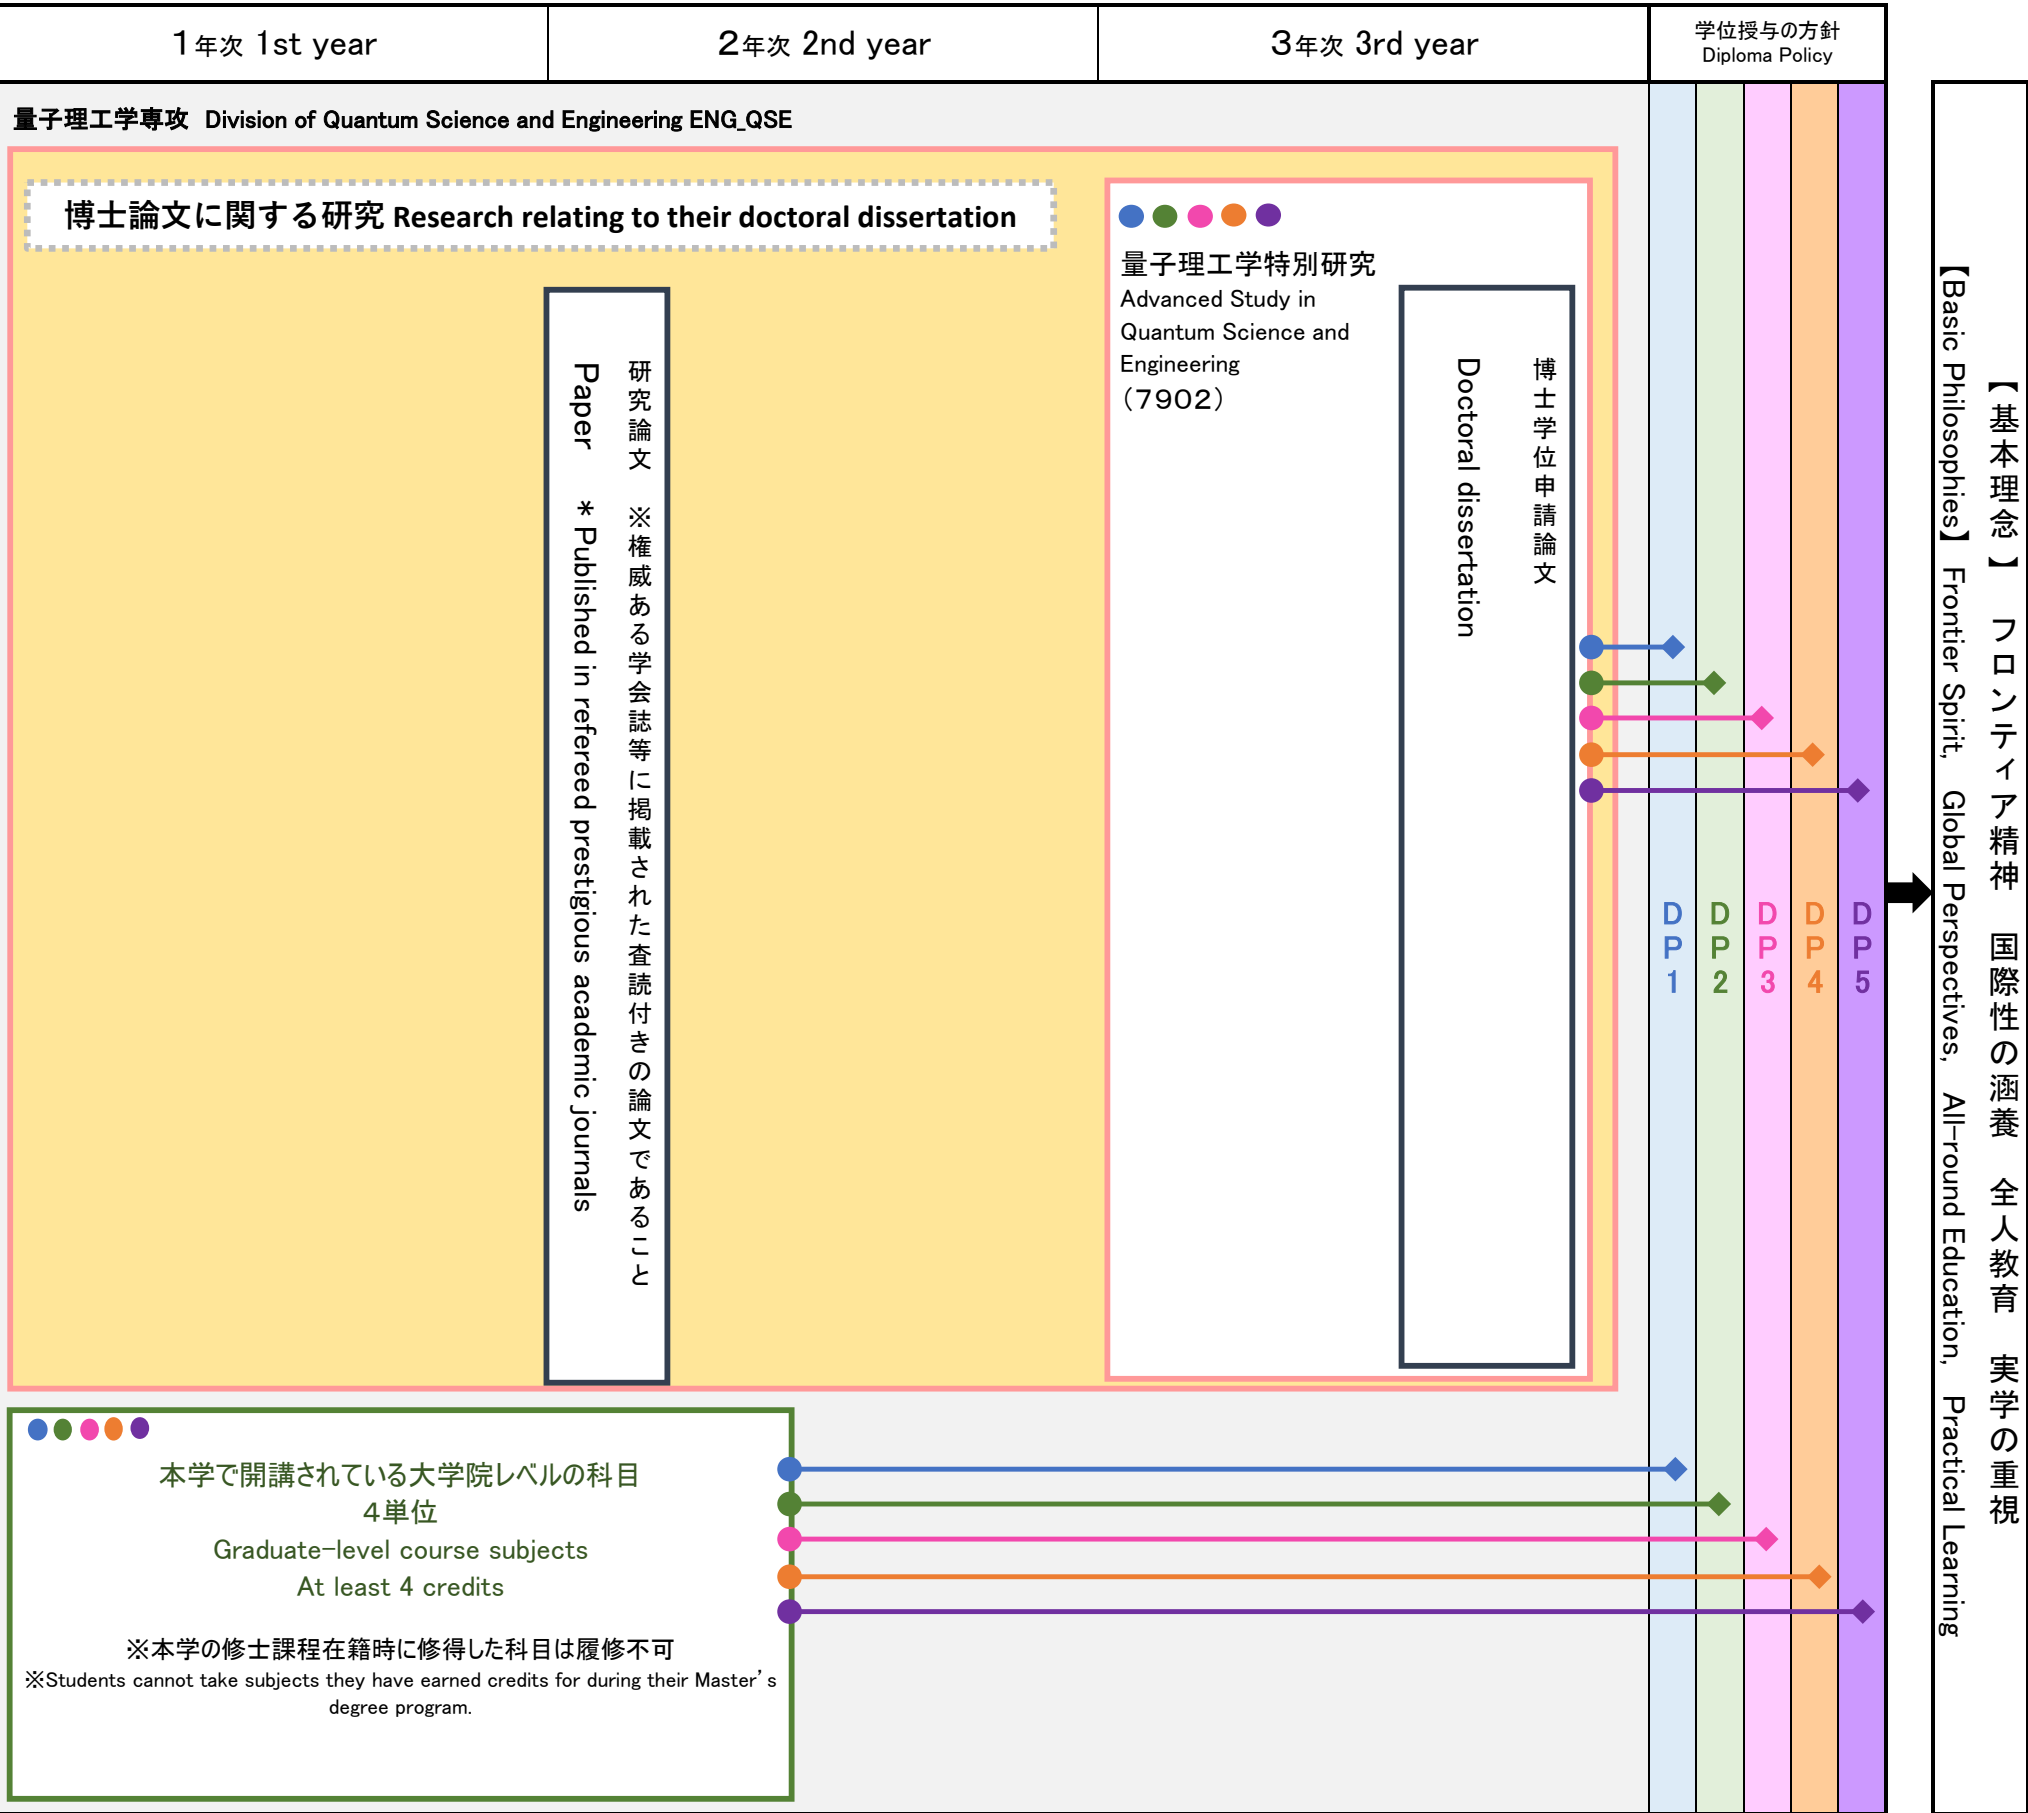 1年次 1st year
2年次 2nd year
3年次 3rd year
学位授与の方針
Diploma Policy
量子理工学専攻 Division of Quantum Science and Engineering ENG_QSE
博士論文に関する研究 Research relating to their doctoral dissertation
研究論文 ※権威ある学会誌等に掲載された査読付きの論文であること
Paper *Published in refereed prestigious academic journals
量子理工学特別研究
Advanced Study in
Quantum Science and
Engineering
（7902）
博士学位申請論文
Doctoral dissertation
DP1
DP2
DP3
DP4
DP5
【基本理念】 フロンティア精神 国際性の涵養 全人教育 実学の重視
【Basic Philosophies】 Frontier Spirit, Global Perspectives, All-round Education, Practical Learning
本学で開講されている大学院レベルの科目
4単位
Graduate-level course subjects
At least 4 credits
※本学の修士課程在籍時に修得した科目は履修不可
※Students cannot take subjects they have earned credits for during their Master's
degree program.